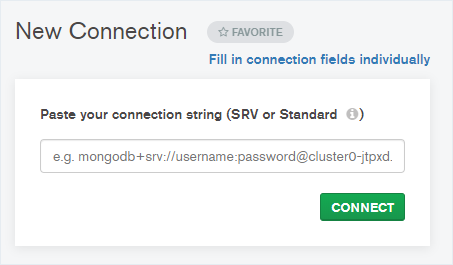 New Connection
FAVORITE
Fill in connection fields individually
Paste your connection string (SRV or Standard i)
e.g. mongodb+srv://username:password@cluster0-jtpxd.
CONNECT